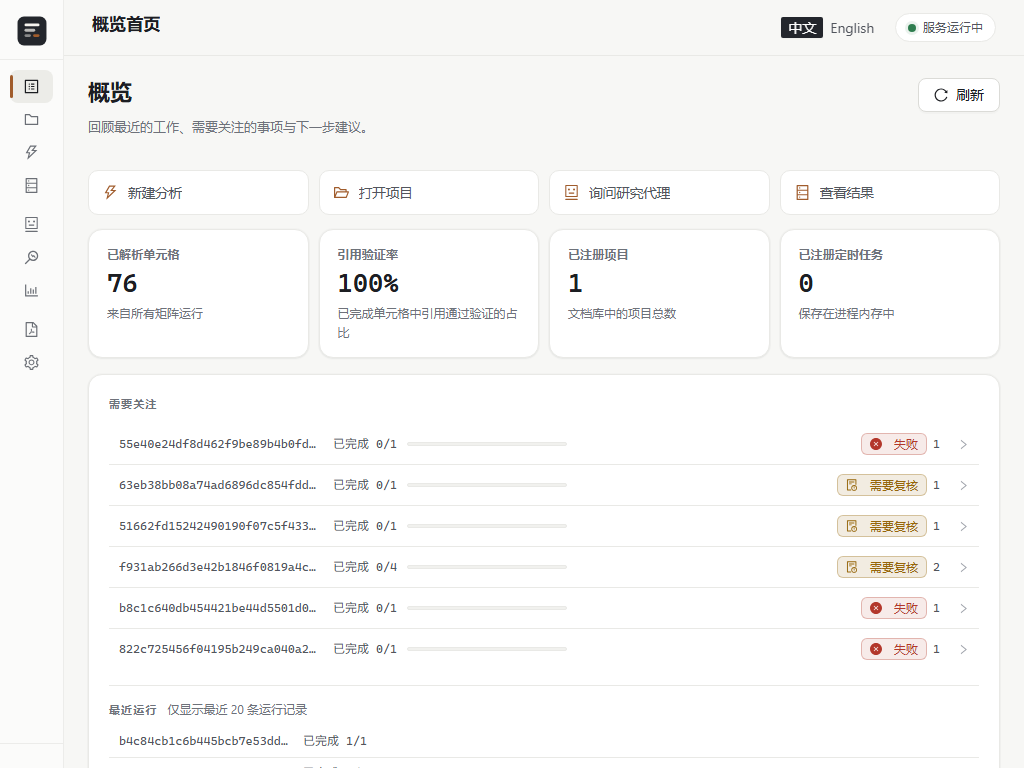 概览首页
中文 English 服务运行中
概览
刷新
回顾最近的工作、需要关注的事项与下一步建议。
新建分析 打开项目 询问研究代理 查看结果
已解析单元格 引用验证率 已注册项目 已注册定时任务
76 100% 1 0
来自所有矩阵运行 已完成单元格中引用通过验证的占比 文档库中的项目总数 保存在进程内存中
需要关注
55e40e24df8d462f9be89b4b0fd… 已完成 0/1 失败 1
63eb38bb08a74ad6896dc854fdd… 已完成 0/1 需要复核 1
51662fd15242490190f07c5f433… 已完成 0/1 需要复核 1
f931ab266d3e42b1846f0819a4c… 已完成 0/4 需要复核 2
b8c1c640db454421be44d5501d0… 已完成 0/1 失败 1
822c725456f04195b249ca040a2… 已完成 0/1 失败 1
最近运行 仅显示最近 20 条运行记录
b4c84cb1c6b445bcb7e53dd… 已完成 1/1